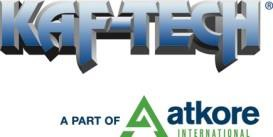 KAF-TECH®
A PART OF atkore
INTERNATIONAL